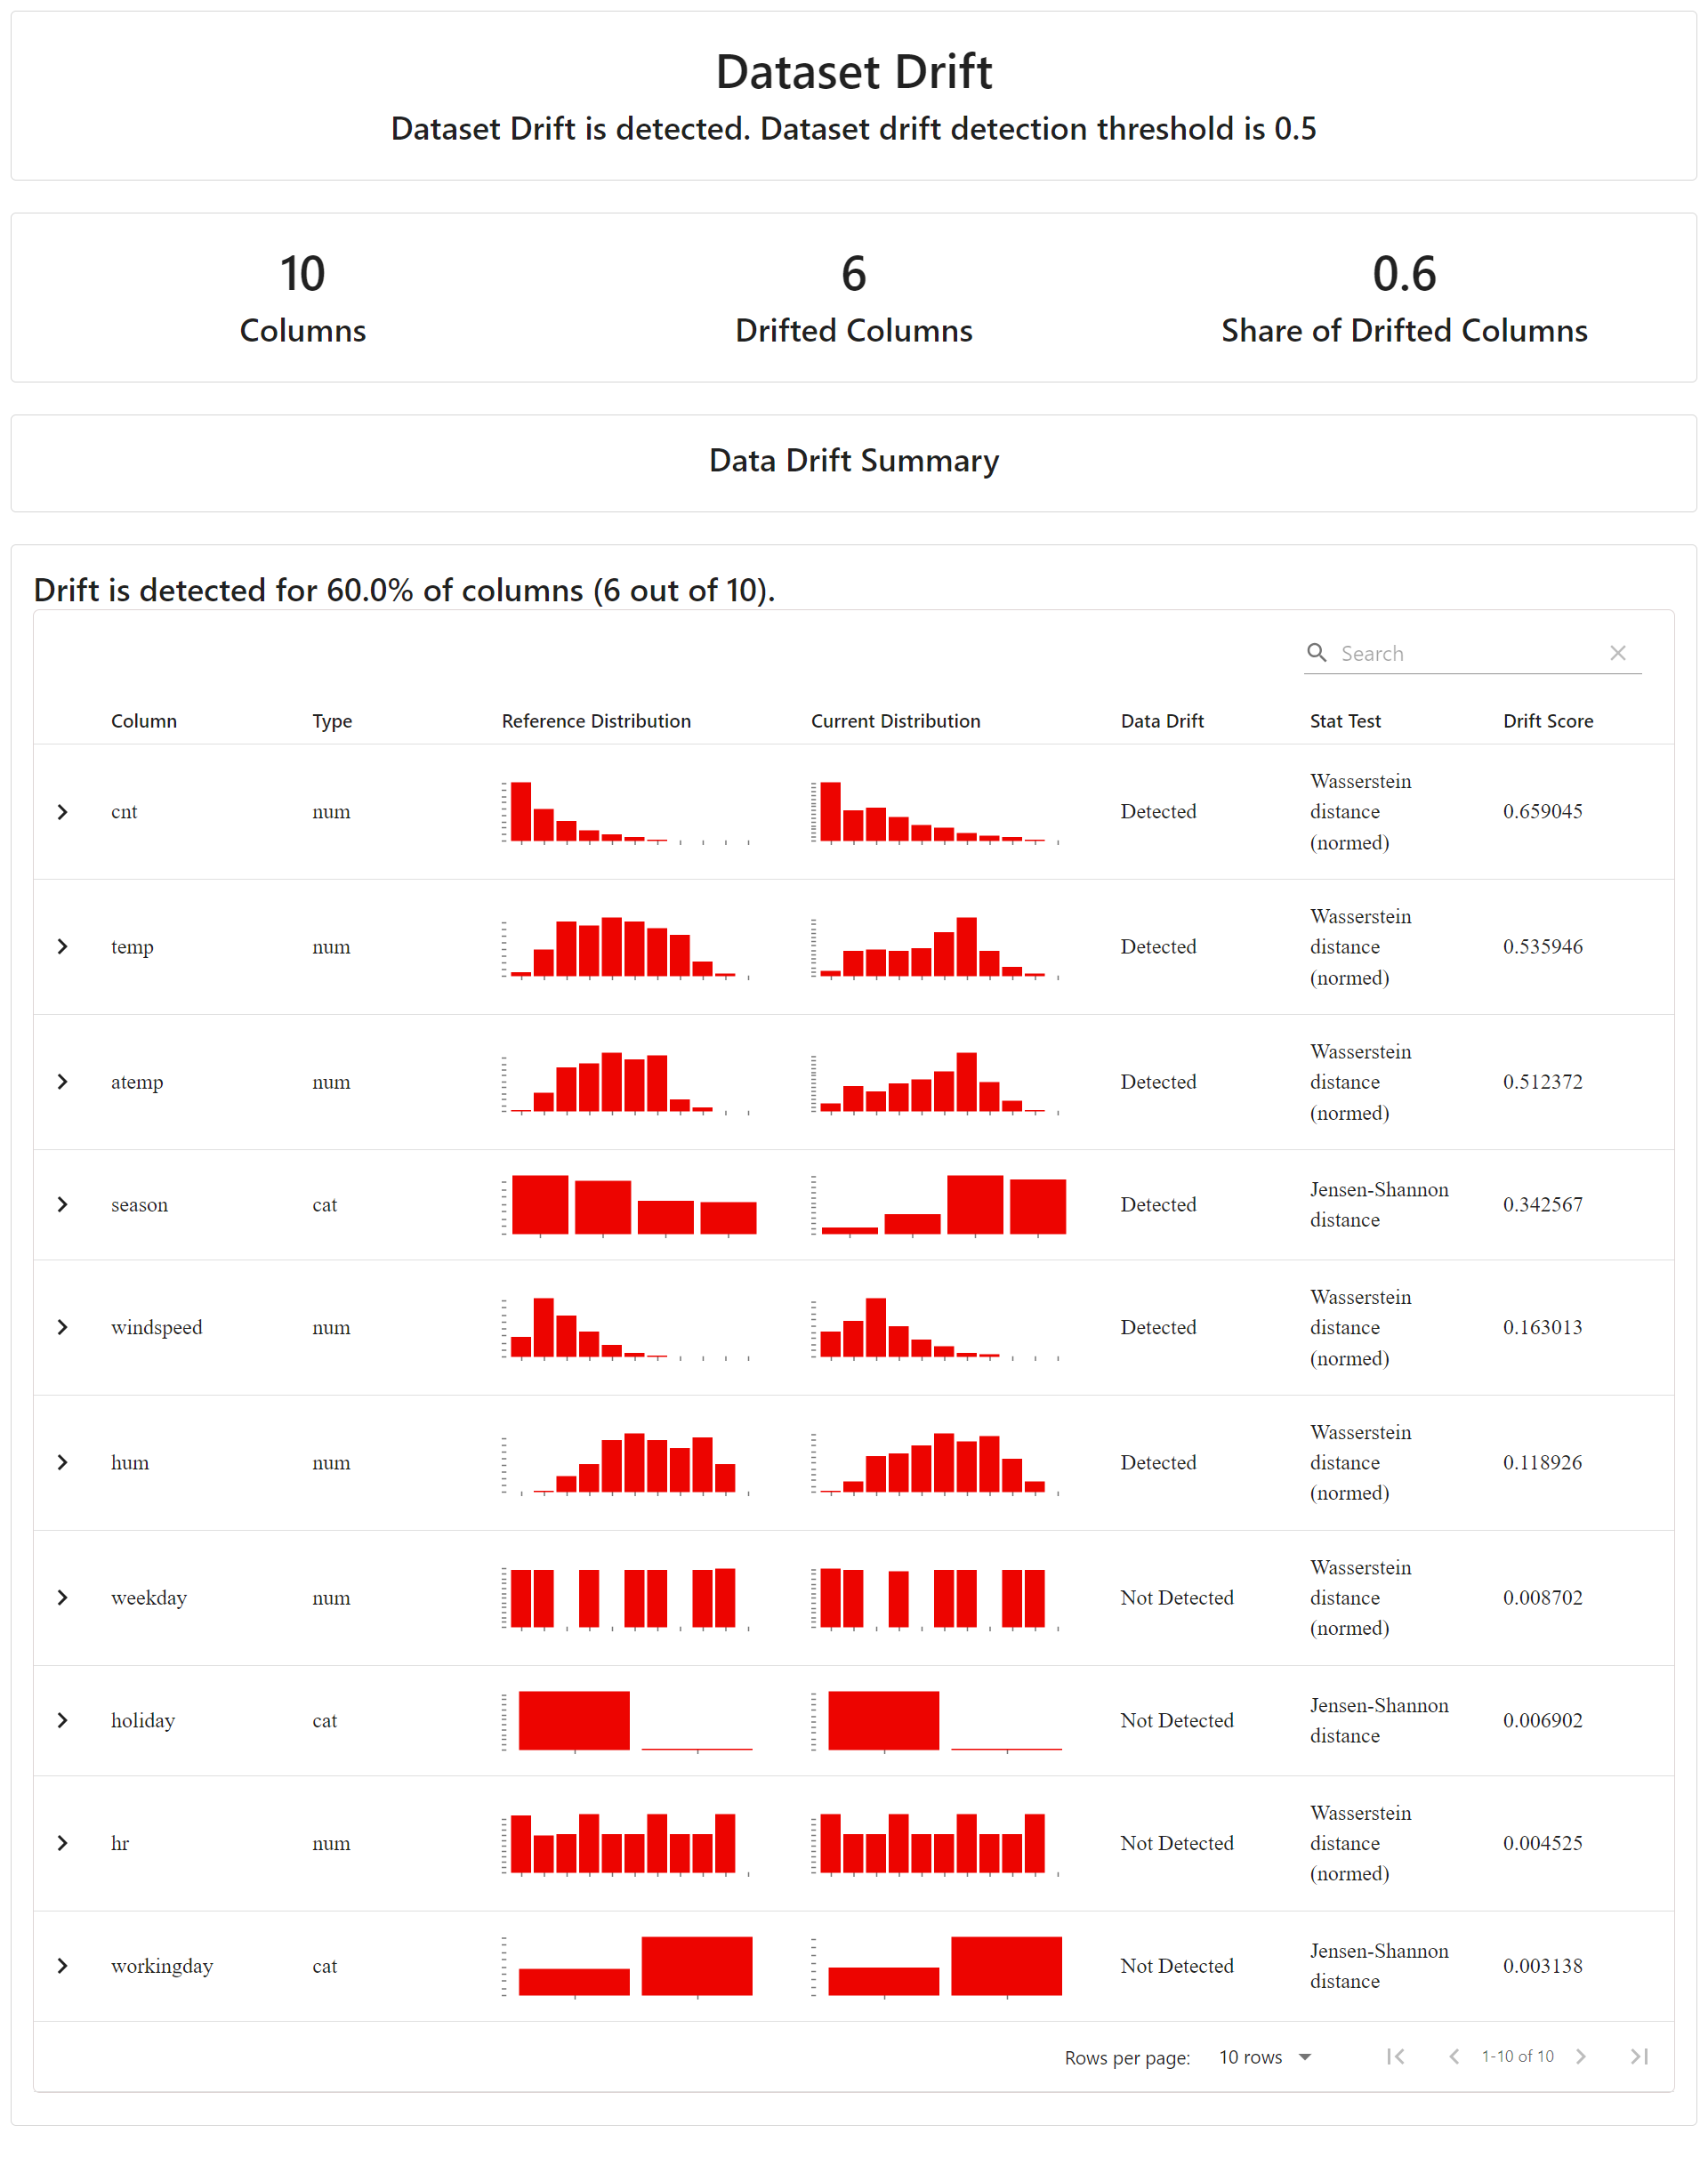 Dataset Drift
Dataset Drift is detected. Dataset drift detection threshold is 0.5
10
Columns
6
Drifted Columns
0.6
Share of Drifted Columns
Data Drift Summary
Drift is detected for 60.0% of columns (6 out of 10).
Search
Column Type Reference Distribution Current Distribution Data Drift Stat Test Drift Score
cnt num Detected Wasserstein distance (normed) 0.659045
temp num Detected Wasserstein distance (normed) 0.535946
atemp num Detected Wasserstein distance (normed) 0.512372
season cat Detected Jensen-Shannon distance 0.342567
windspeed num Detected Wasserstein distance (normed) 0.163013
hum num Detected Wasserstein distance (normed) 0.118926
weekday num Not Detected Wasserstein distance (normed) 0.008702
holiday cat Not Detected Jensen-Shannon distance 0.006902
hr num Not Detected Wasserstein distance (normed) 0.004525
workingday cat Not Detected Jensen-Shannon distance 0.003138
Rows per page: 10 rows 1-10 of 10